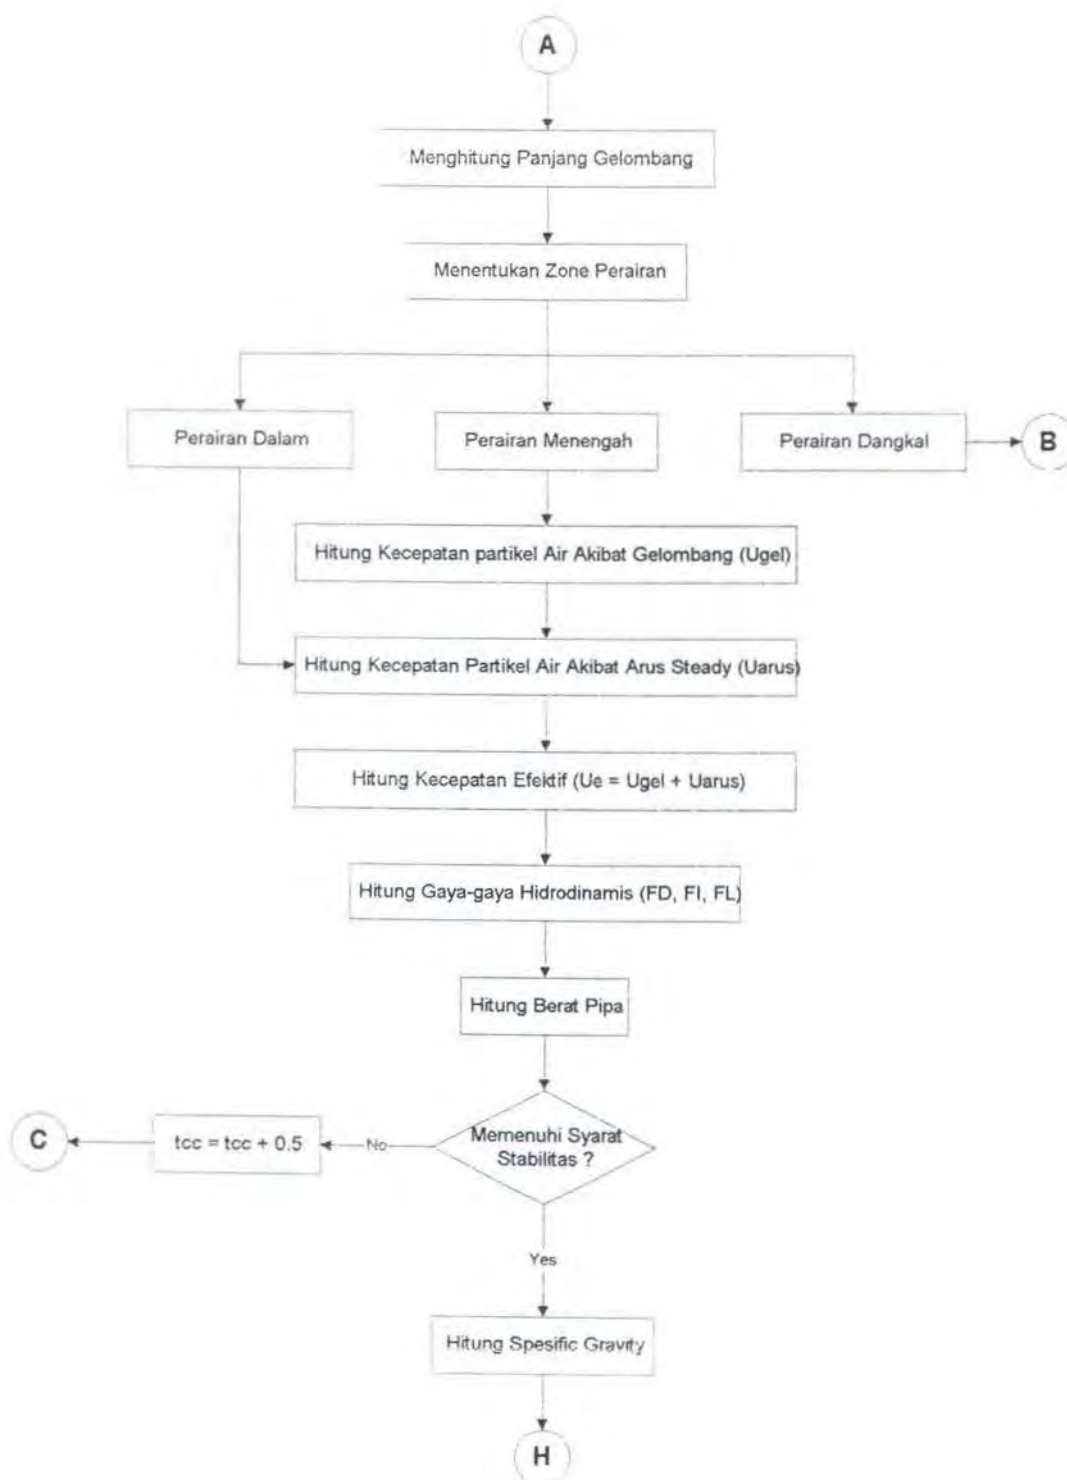 A
Menghitung Panjang Gelombang
Menentukan Zone Perairan
Perairan Dalam
Perairan Menengah
Perairan Dangkal
B
Hitung Kecepatan partikel Air Akibat Gelombang (Ugel)
Hitung Kecepatan Partikel Air Akibat Arus Steady (Uarus)
Hitung Kecepatan Efektif (Ue = Ugel + Uarus)
Hitung Gaya-gaya Hidrodinamis (FD, FI, FL)
Hitung Berat Pipa
C
tcc = tcc + 0.5
No
Memenuhi Syarat
Stabilitas ?
Yes
Hitung Spesific Gravity
H